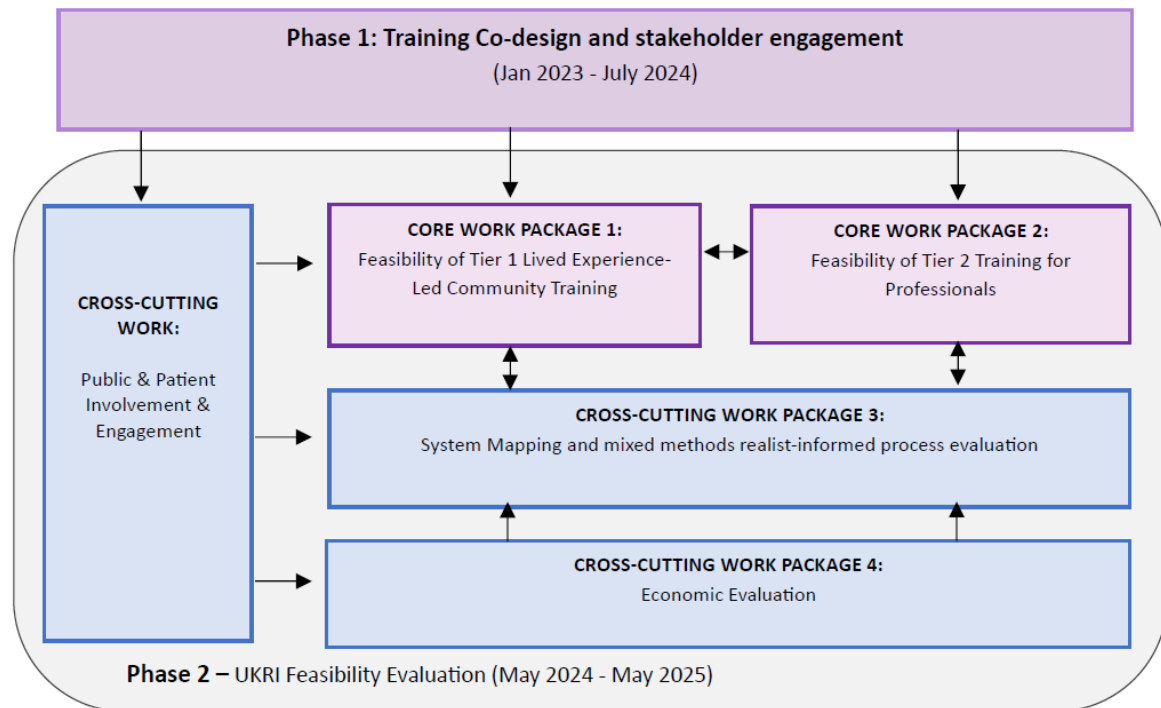 Phase 1: Training Co-design and stakeholder engagement
(Jan 2023 - July 2024)
CROSS-CUTTING
WORK:
Public & Patient
Involvement &
Engagement
CORE WORK PACKAGE 1:
Feasibility of Tier 1 Lived Experience-
Led Community Training
CORE WORK PACKAGE 2:
Feasibility of Tier 2 Training for
Professionals
CROSS-CUTTING WORK PACKAGE 3:
System Mapping and mixed methods realist-informed process evaluation
CROSS-CUTTING WORK PACKAGE 4:
Economic Evaluation
Phase 2 – UKRI Feasibility Evaluation (May 2024 - May 2025)